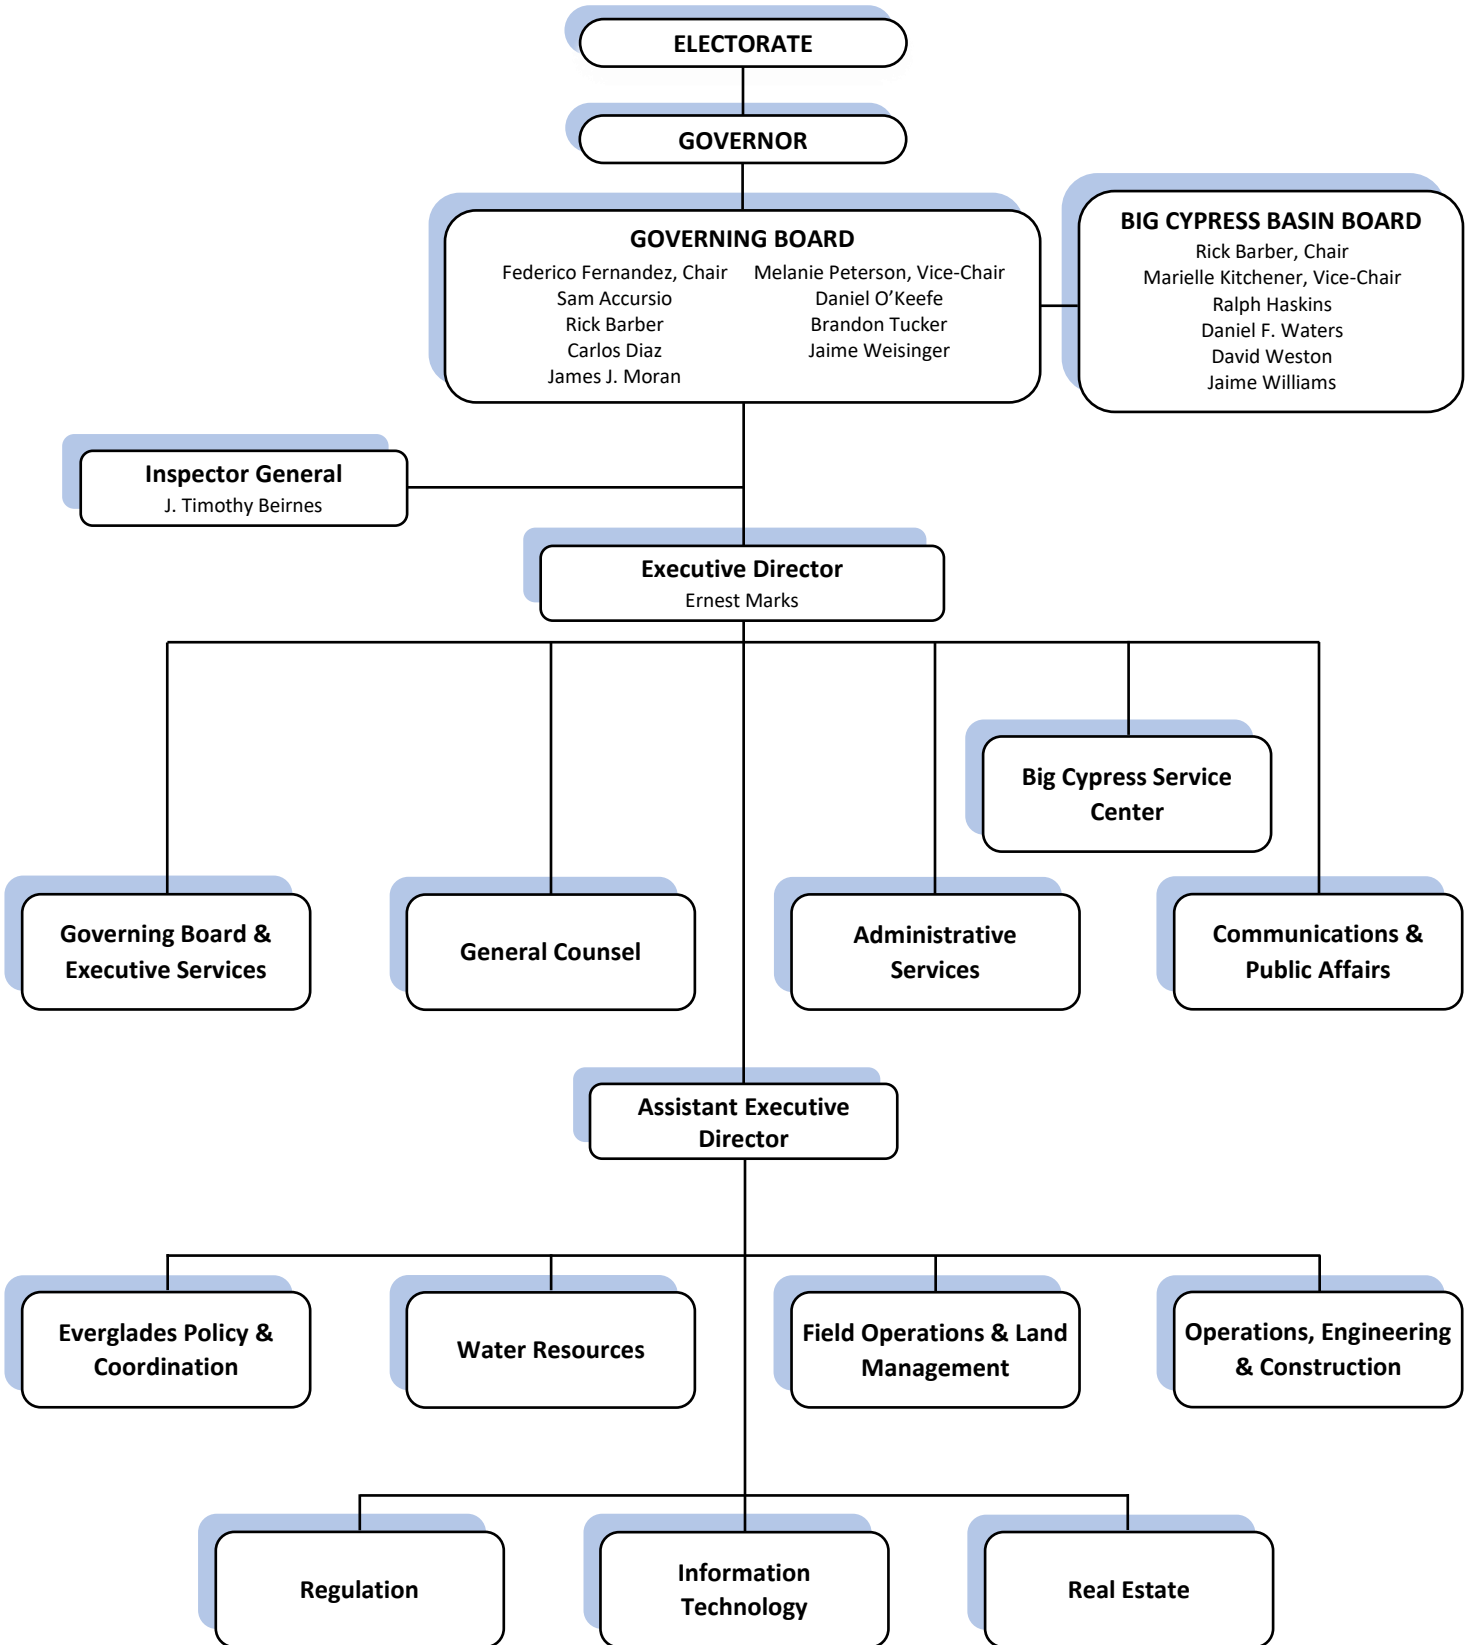 ELECTORATE
GOVERNOR
GOVERNING BOARD
Federico Fernandez, Chair
Sam Accursio
Rick Barber
Carlos Diaz
James J. Moran
Melanie Peterson, Vice-Chair
Daniel O’Keefe
Brandon Tucker
Jaime Weisinger
BIG CYPRESS BASIN BOARD
Rick Barber, Chair
Marielle Kitchener, Vice-Chair
Ralph Haskins
Daniel F. Waters
David Weston
Jaime Williams
Inspector General
J. Timothy Beirnes
Executive Director
Ernest Marks
Big Cypress Service
Center
Governing Board &
Executive Services
General Counsel
Administrative
Services
Communications &
Public Affairs
Assistant Executive
Director
Everglades Policy &
Coordination
Water Resources
Field Operations & Land
Management
Operations, Engineering
& Construction
Regulation
Information
Technology
Real Estate